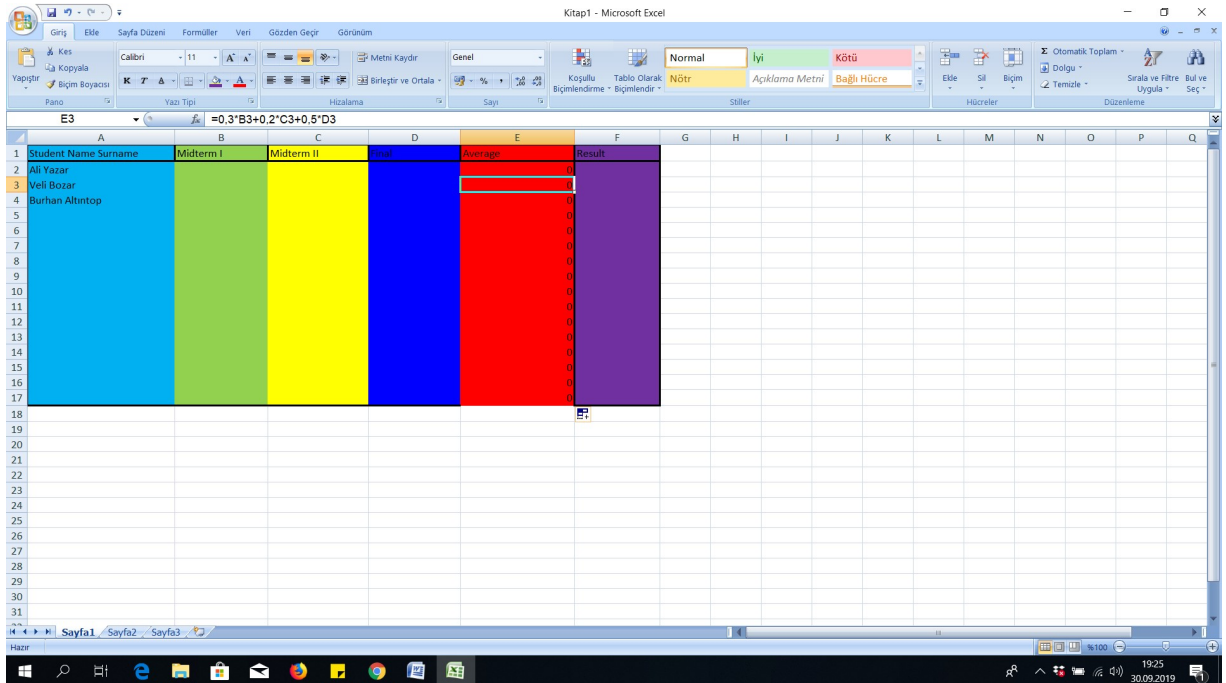 Kitap1 - Microsoft Excel
Giriş Ekle Sayfa Düzeni Formüller Veri Gözden Geçir Görünüm
Yapıştır
Kes
Kopyala
Biçim Boyacısı
Pano
Calibri 11
K T A
Yazı Tipi
Metni Kaydır
Birleştir ve Ortala
Hizalama
Genel
Sayı
Koşullu Biçimlendirme
Tablo Olarak Biçimlendir
Normal İyi Kötü
Nötr Açıklama Metni Bağlı Hücre
Stiller
Ekle Sil Biçim
Hücreler
Σ Otomatik Toplam
Dolgu
Temizle
Sırala ve Filtre Uygula
Bul ve Seç
Düzenleme
E3 fx =0,3*B3+0,2*C3+0,5*D3
A B C D E F G H I J K L M N O P Q
1 Student Name Surname Midterm I Midterm II Final Average Result
2 Ali Yazar 0
3 Veli Bozar 0
4 Burhan Altıntop 0
5 0
6 0
7 0
8 0
9 0
10 0
11 0
12 0
13 0
14 0
15 0
16 0
17 0
18
19
20
21
22
23
24
25
26
27
28
29
30
31
Sayfa1 Sayfa2 Sayfa3
Hazır %100
19:25
30.09.2019